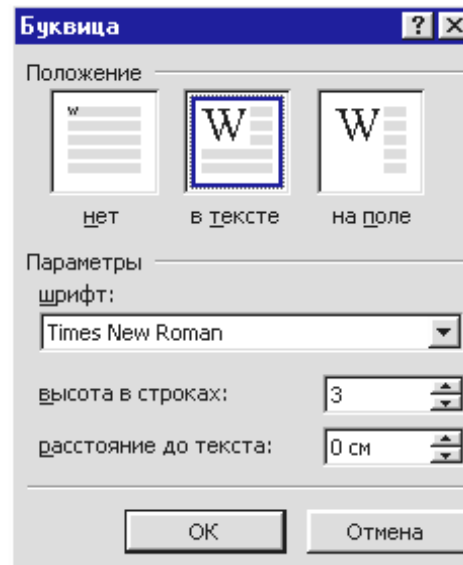 Буквица
Положение
w
W
W
нет
в тексте
на поле
Параметры
шрифт:
Times New Roman
высота в строках:
3
расстояние до текста:
0 см
ОК
Отмена